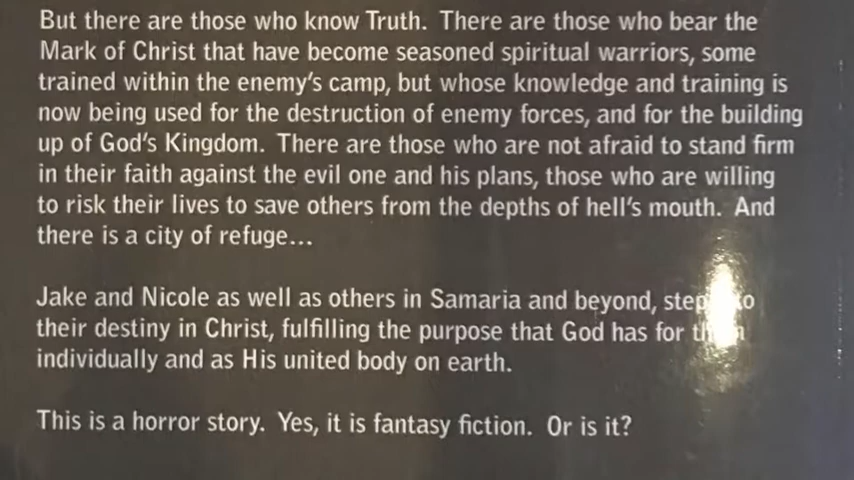 But there are those who know Truth. There are those who bear the
Mark of Christ that have become seasoned spiritual warriors, some
trained within the enemy's camp, but whose knowledge and training is
now being used for the destruction of enemy forces, and for the building
up of God's Kingdom. There are those who are not afraid to stand firm
in their faith against the evil one and his plans, those who are willing
to risk their lives to save others from the depths of hell's mouth. And
there is a city of refuge...
Jake and Nicole as well as others in Samaria and beyond,
their destiny in Christ, fulfilling the purpose that God has for
individually and as His united body on earth.
This is a horror story. Yes, it is fantasy fiction. Or is it?